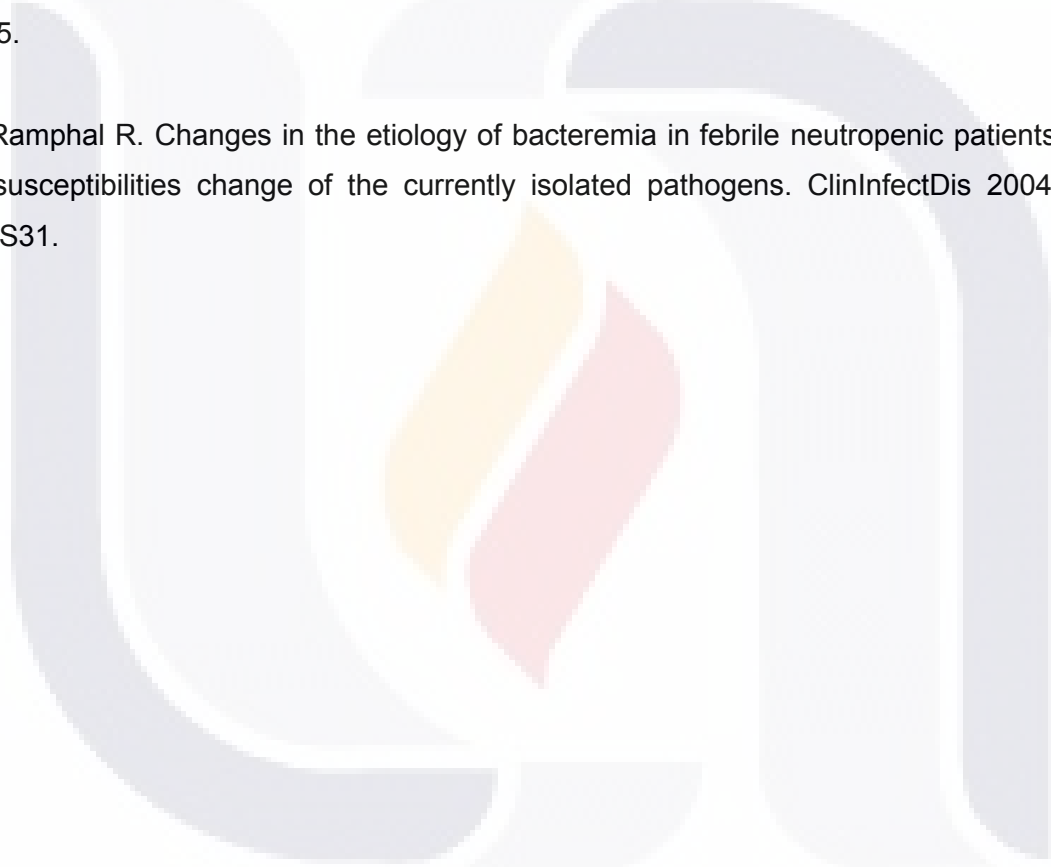 5.
Ramphal R. Changes in the etiology of bacteremia in febrile neutropenic patients
susceptibilities change of the currently isolated pathogens. ClinInfectDis 2004
S31.